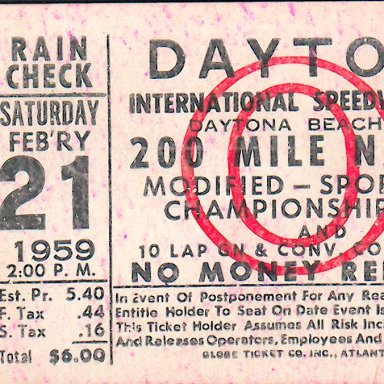 RAIN
CHECK
SATURDAY
FEB'RY
21
1959
2:00 P. M.
Est. Pr. 5.40
F. Tax .44
S. Tax .16
Total $6.00
DAYTO
INTERNATIONAL SPEEDW
DAYTONA BEACH
200 MILE N
MODIFIED — SPOR
CHAMPIONSHIP
AND
10 LAP GN & CONV. CO
NO MONEY RE
In Event Of Postponement For Any Rea
Entitle Holder To Seat On Date Event Is
This Ticket Holder Assumes All Risk Inc
And Releases Operators, Employees And
GLOBE TICKET CO. INC., ATLAN